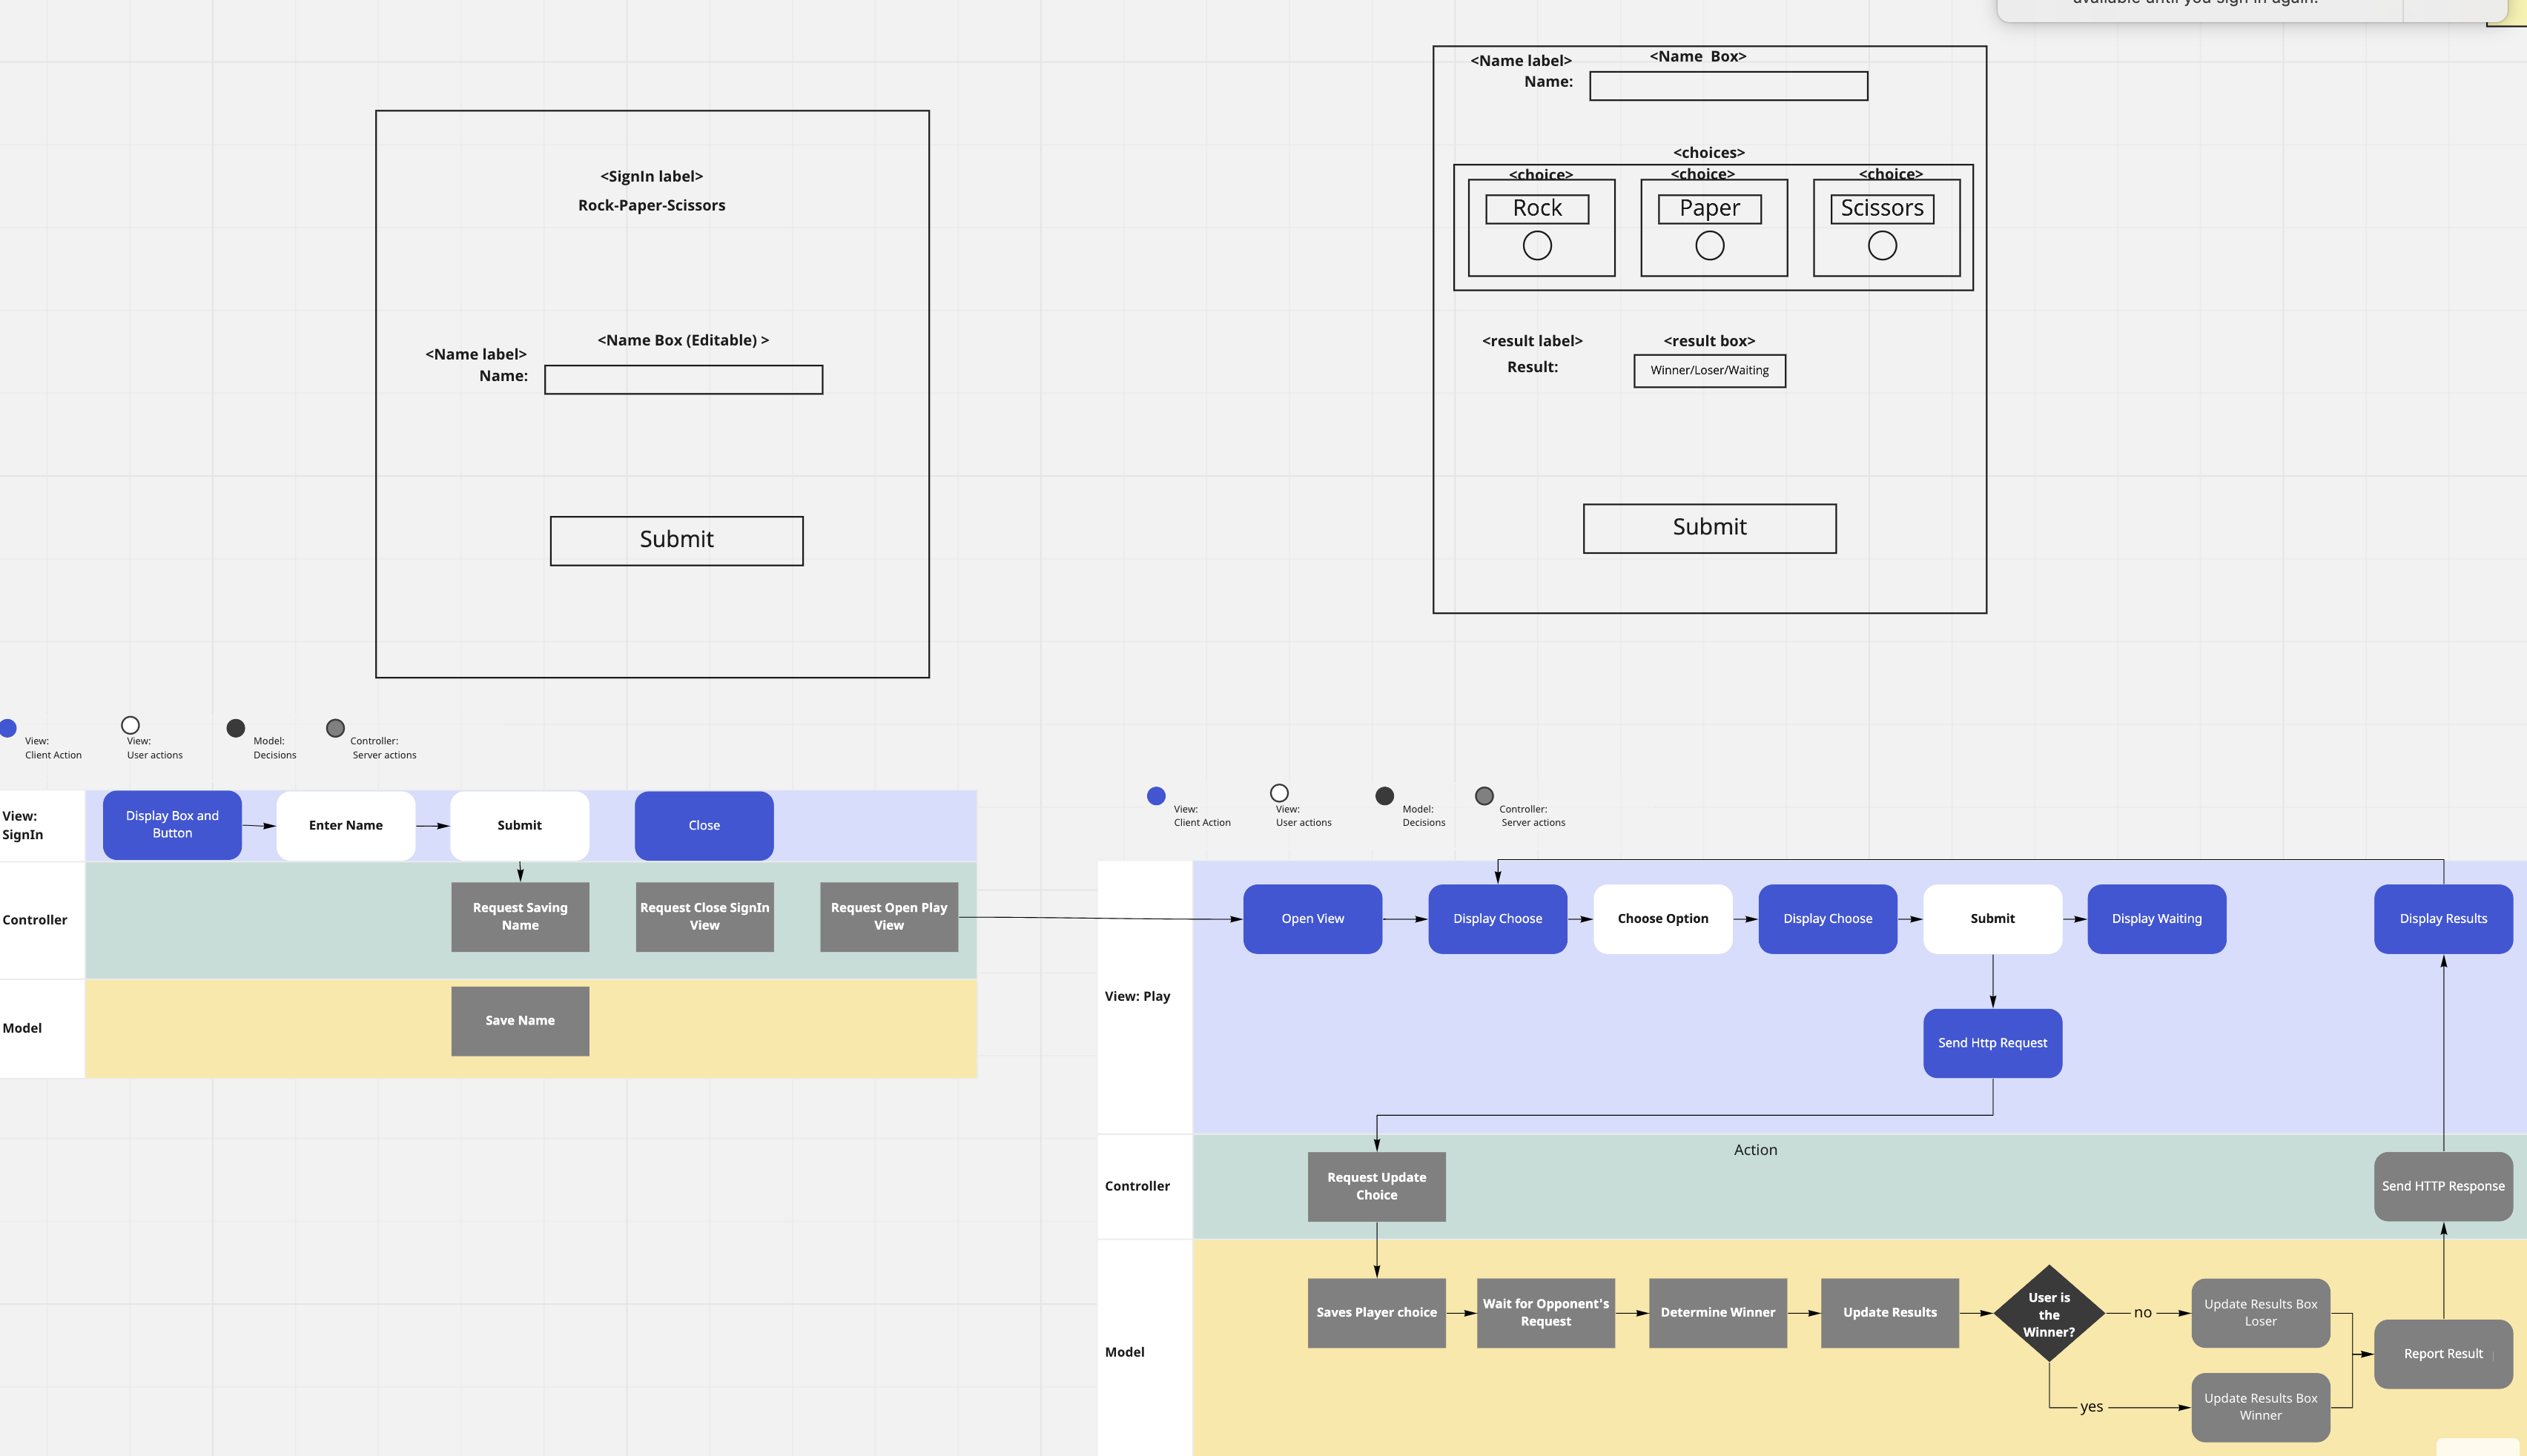 available until you sign in again.
<SignIn label>
Rock-Paper-Scissors
<Name label>
Name:
<Name Box (Editable) >
Submit
<Name label>
Name:
<Name  Box>
<choices>
<choice>
<choice>
<choice>
Rock
Paper
Scissors
<result label>
Result:
<result box>
Winner/Loser/Waiting
Submit
View:
Client Action
View:
User actions
Model:
Decisions
Controller:
Server actions
View:
SignIn
Display Box and
Button
Enter Name
Submit
Close
Controller
Request Saving
Name
Request Close SignIn
View
Request Open Play
View
Model
Save Name
View:
Client Action
View:
User actions
Model:
Decisions
Controller:
Server actions
View: Play
Open View
Display Choose
Choose Option
Display Choose
Submit
Display Waiting
Display Results
Send Http Request
Controller
Action
Request Update
Choice
Send HTTP Response
Model
Saves Player choice
Wait for Opponent's
Request
Determine Winner
Update Results
User is
the
Winner?
no
yes
Update Results Box
Loser
Update Results Box
Winner
Report Result